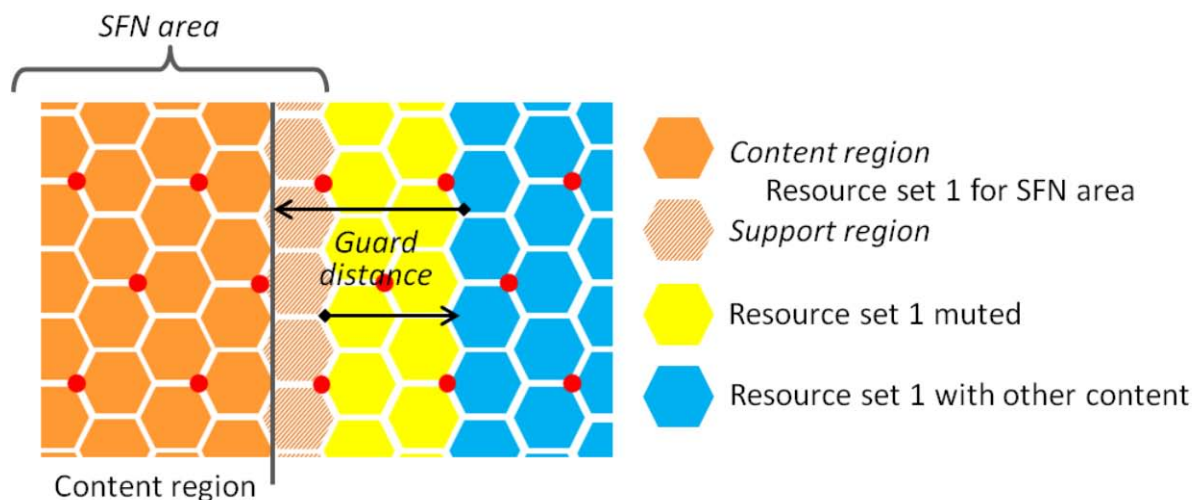 SFN area
Content region
Resource set 1 for SFN area
Support region
Guard
distance
Resource set 1 muted
Resource set 1 with other content
Content region